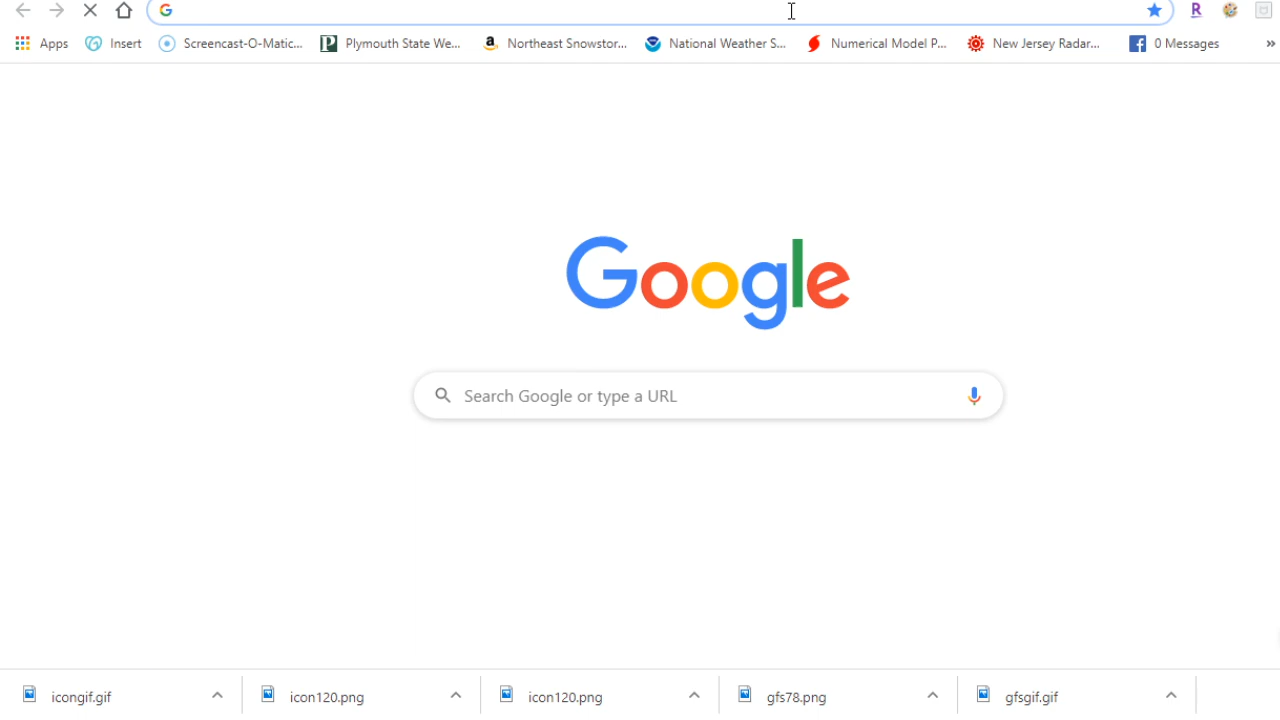 Apps Insert Screencast-O-Matic... Plymouth State We... Northeast Snowstor... National Weather S... Numerical Model P... New Jersey Radar... 0 Messages »
Google
Search Google or type a URL
icongif.gif icon120.png icon120.png gfs78.png gfsgif.gif